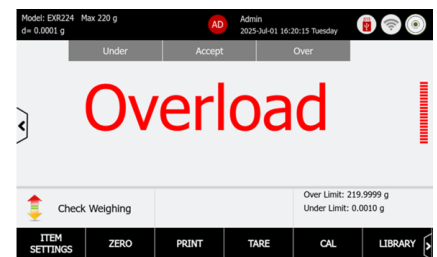 Model: EXR224 Max 220 g
d= 0.0001 g
AD
Admin
2025-Jul-01 16:20:15 Tuesday
Under
Accept
Over
Overload
Check Weighing
Over Limit: 219.9999 g
Under Limit: 0.0010 g
ITEM SETTINGS
ZERO
PRINT
TARE
CAL
LIBRARY